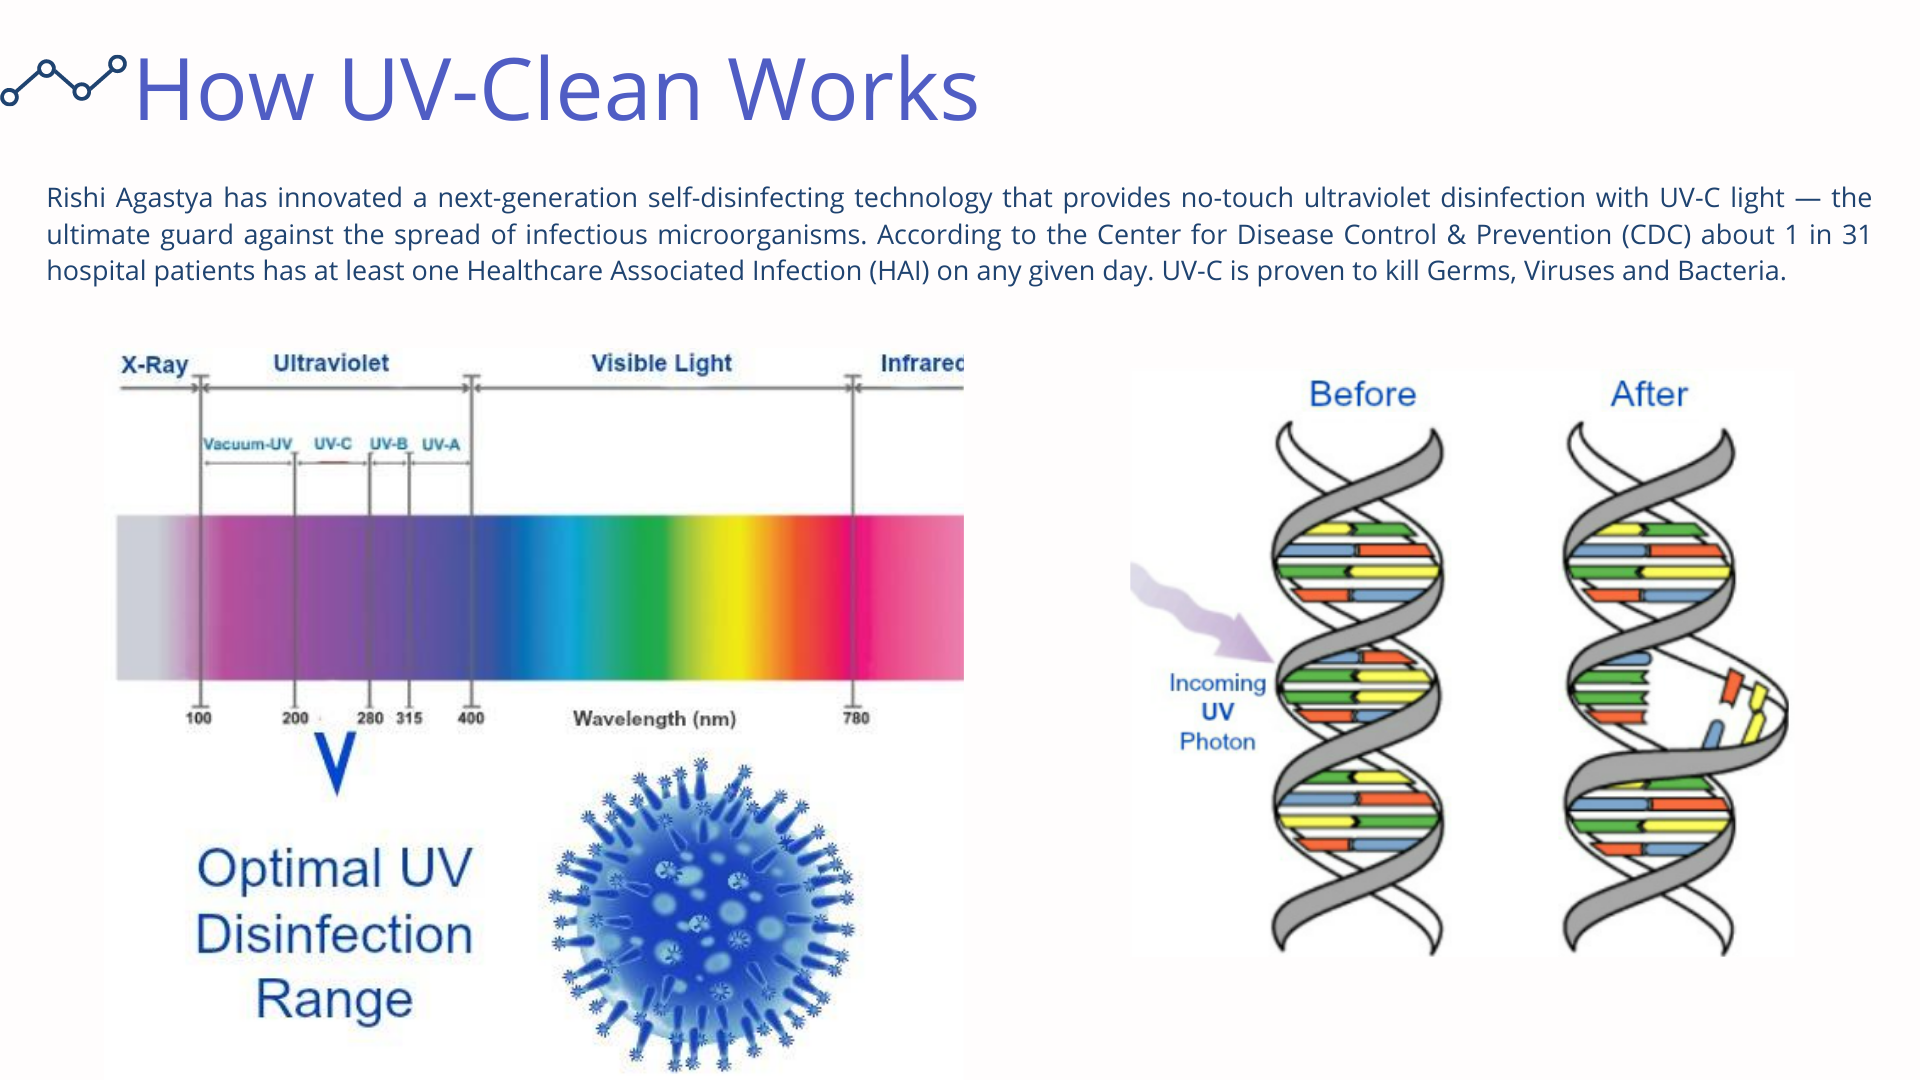 How UV-Clean Works
Rishi Agastya has innovated a next-generation self-disinfecting technology that provides no-touch ultraviolet disinfection with UV-C light — the
ultimate guard against the spread of infectious microorganisms. According to the Center for Disease Control & Prevention (CDC) about 1 in 31
hospital patients has at least one Healthcare Associated Infection (HAI) on any given day. UV-C is proven to kill Germs, Viruses and Bacteria.
X-Ray Ultraviolet Visible Light Infrared
Vacuum-UV UV-C UV-B UV-A
100 200 280 315 400 Wavelength (nm) 780
Optimal UV
Disinfection
Range
Before After
Incoming
UV
Photon